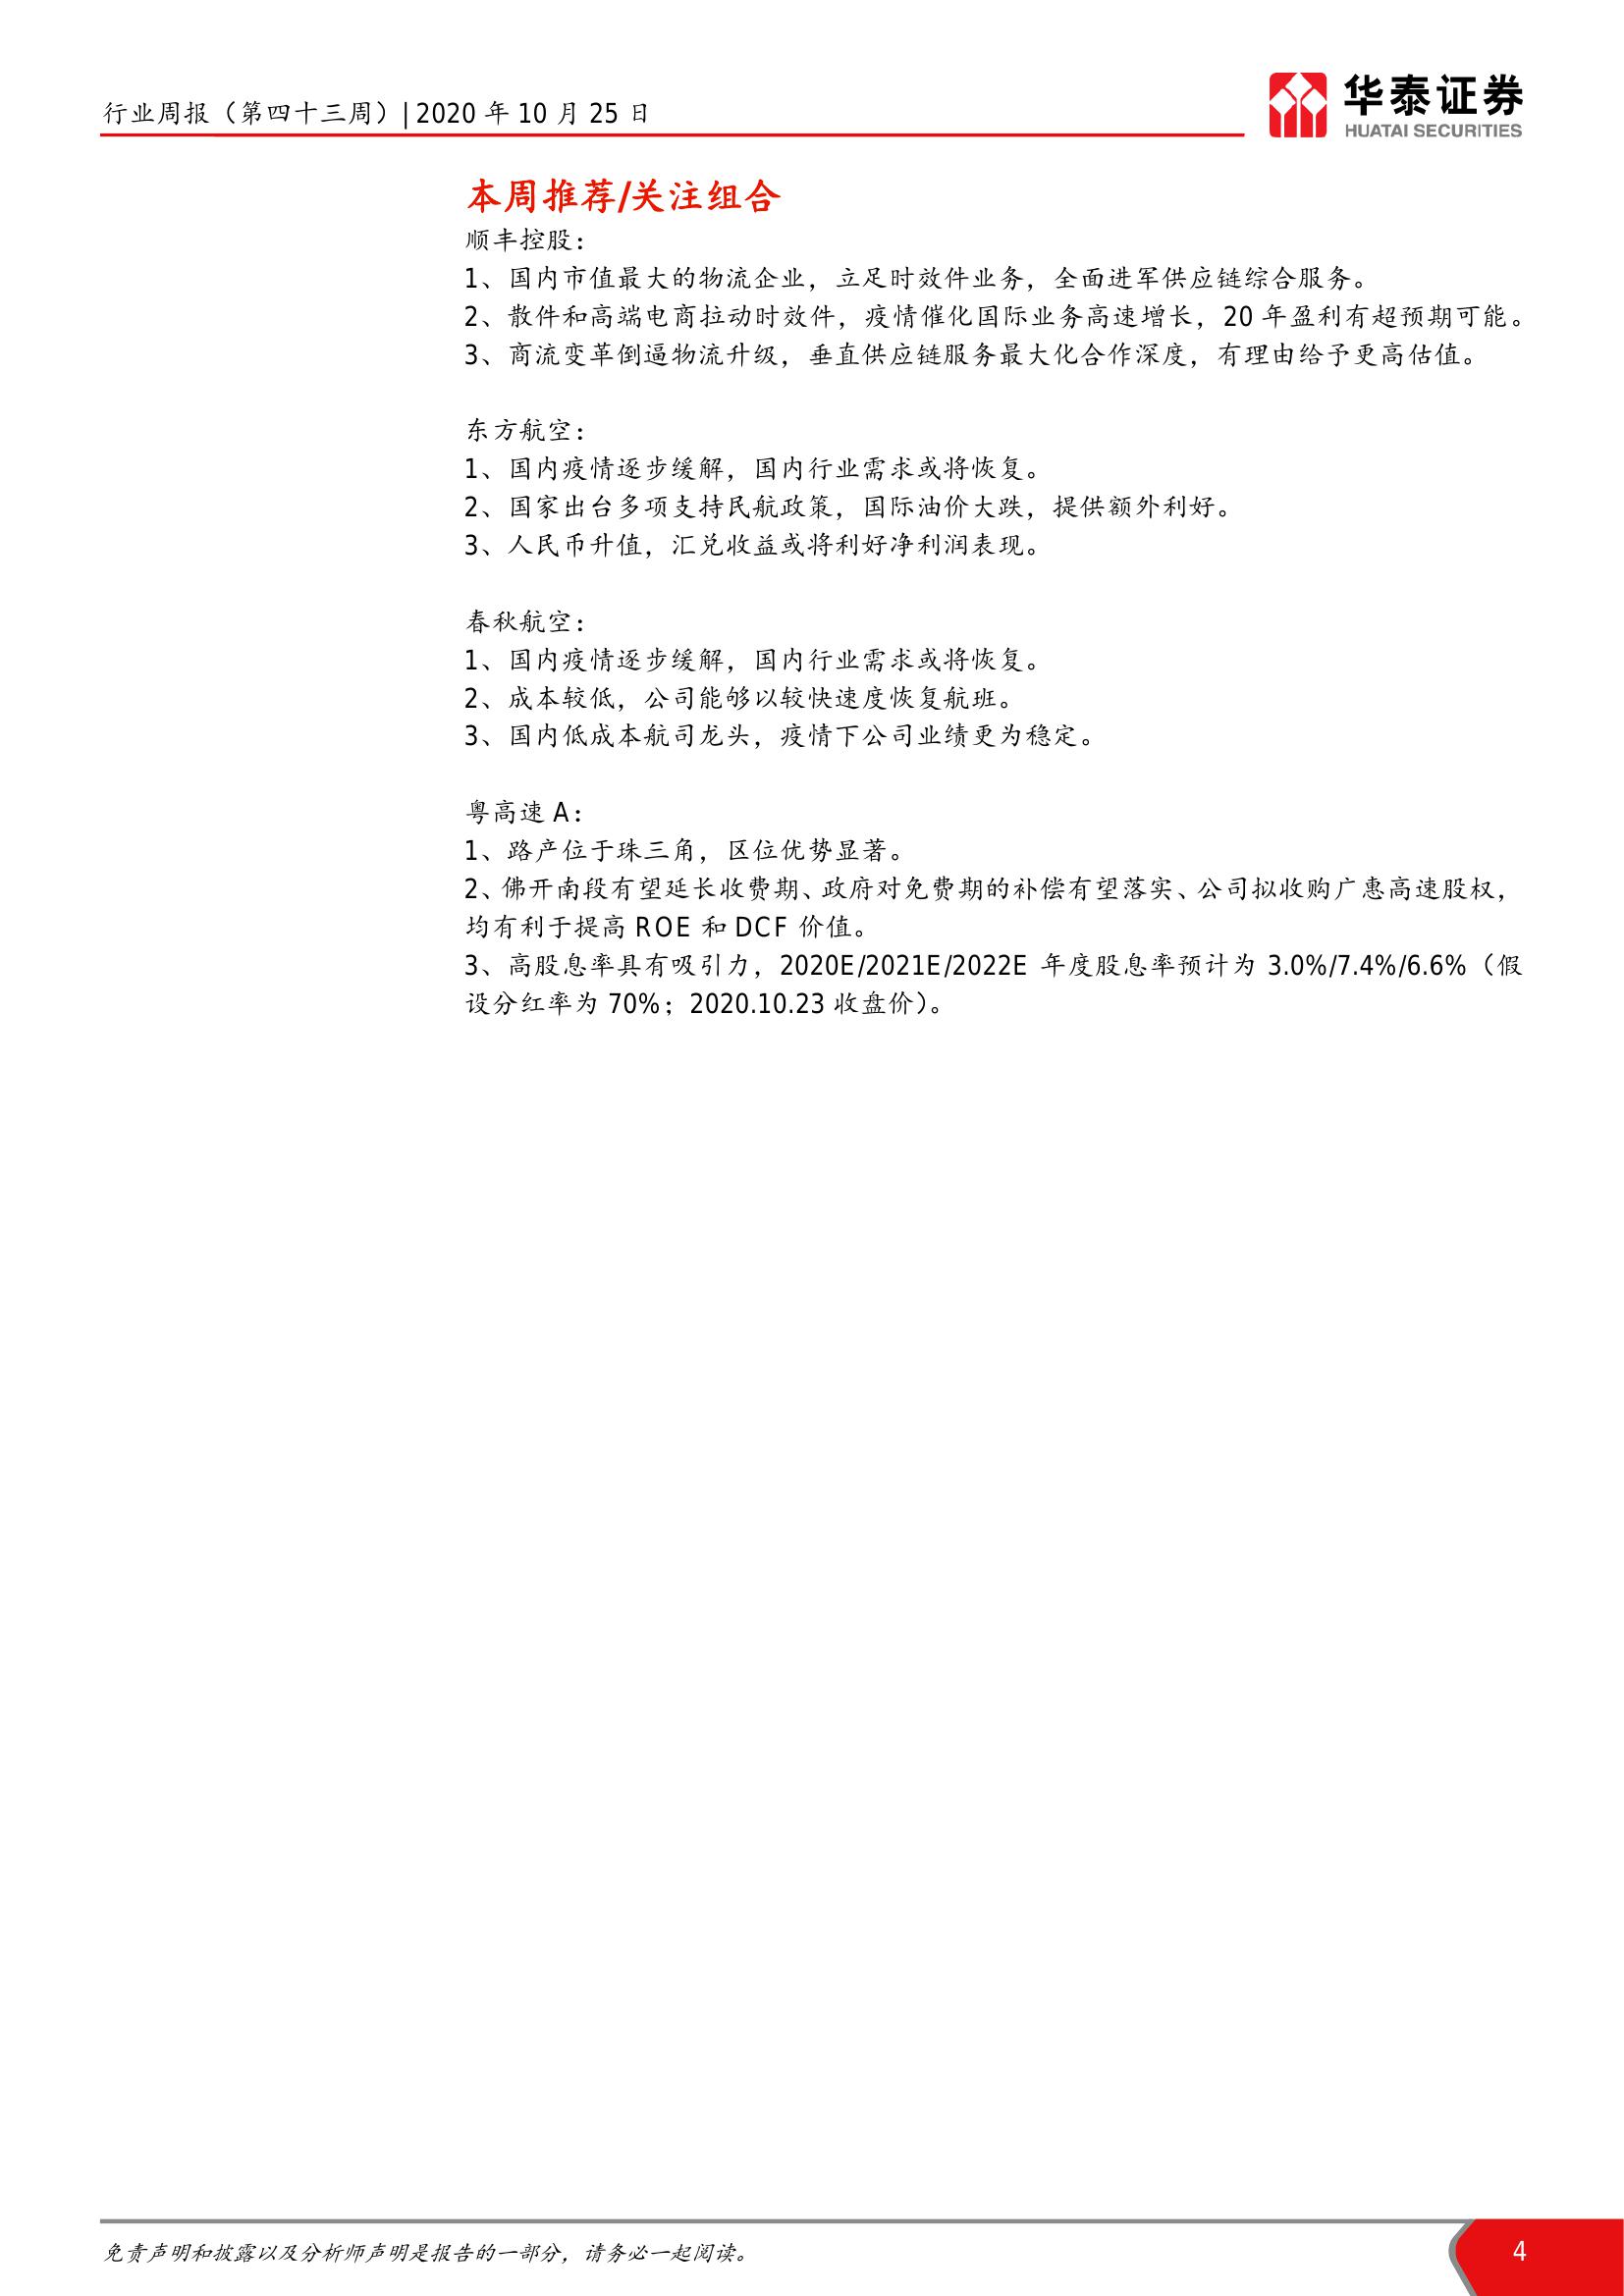 行业周报（第四十三周）| 2020 年 10 月 25 日
华泰证券
HUATAI SECURITIES
本周推荐/关注组合
顺丰控股：
1、国内市值最大的物流企业，立足时效件业务，全面进军供应链综合服务。
2、散件和高端电商拉动时效件，疫情催化国际业务高速增长，20 年盈利有超预期可能。
3、商流变革倒逼物流升级，垂直供应链服务最大化合作深度，有理由给予更高估值。
东方航空：
1、国内疫情逐步缓解，国内行业需求或将恢复。
2、国家出台多项支持民航政策，国际油价大跌，提供额外利好。
3、人民币升值，汇兑收益或将利好净利润表现。
春秋航空：
1、国内疫情逐步缓解，国内行业需求或将恢复。
2、成本较低，公司能够以较快速度恢复航班。
3、国内低成本航司龙头，疫情下公司业绩更为稳定。
粤高速 A：
1、路产位于珠三角，区位优势显著。
2、佛开南段有望延长收费期、政府对免费期的补偿有望落实、公司拟收购广惠高速股权，
均有利于提高 ROE 和 DCF 价值。
3、高股息率具有吸引力，2020E/2021E/2022E 年度股息率预计为 3.0%/7.4%/6.6%（假
设分红率为 70%；2020.10.23 收盘价）。
免责声明和披露以及分析师声明是报告的一部分，请务必一起阅读。
4